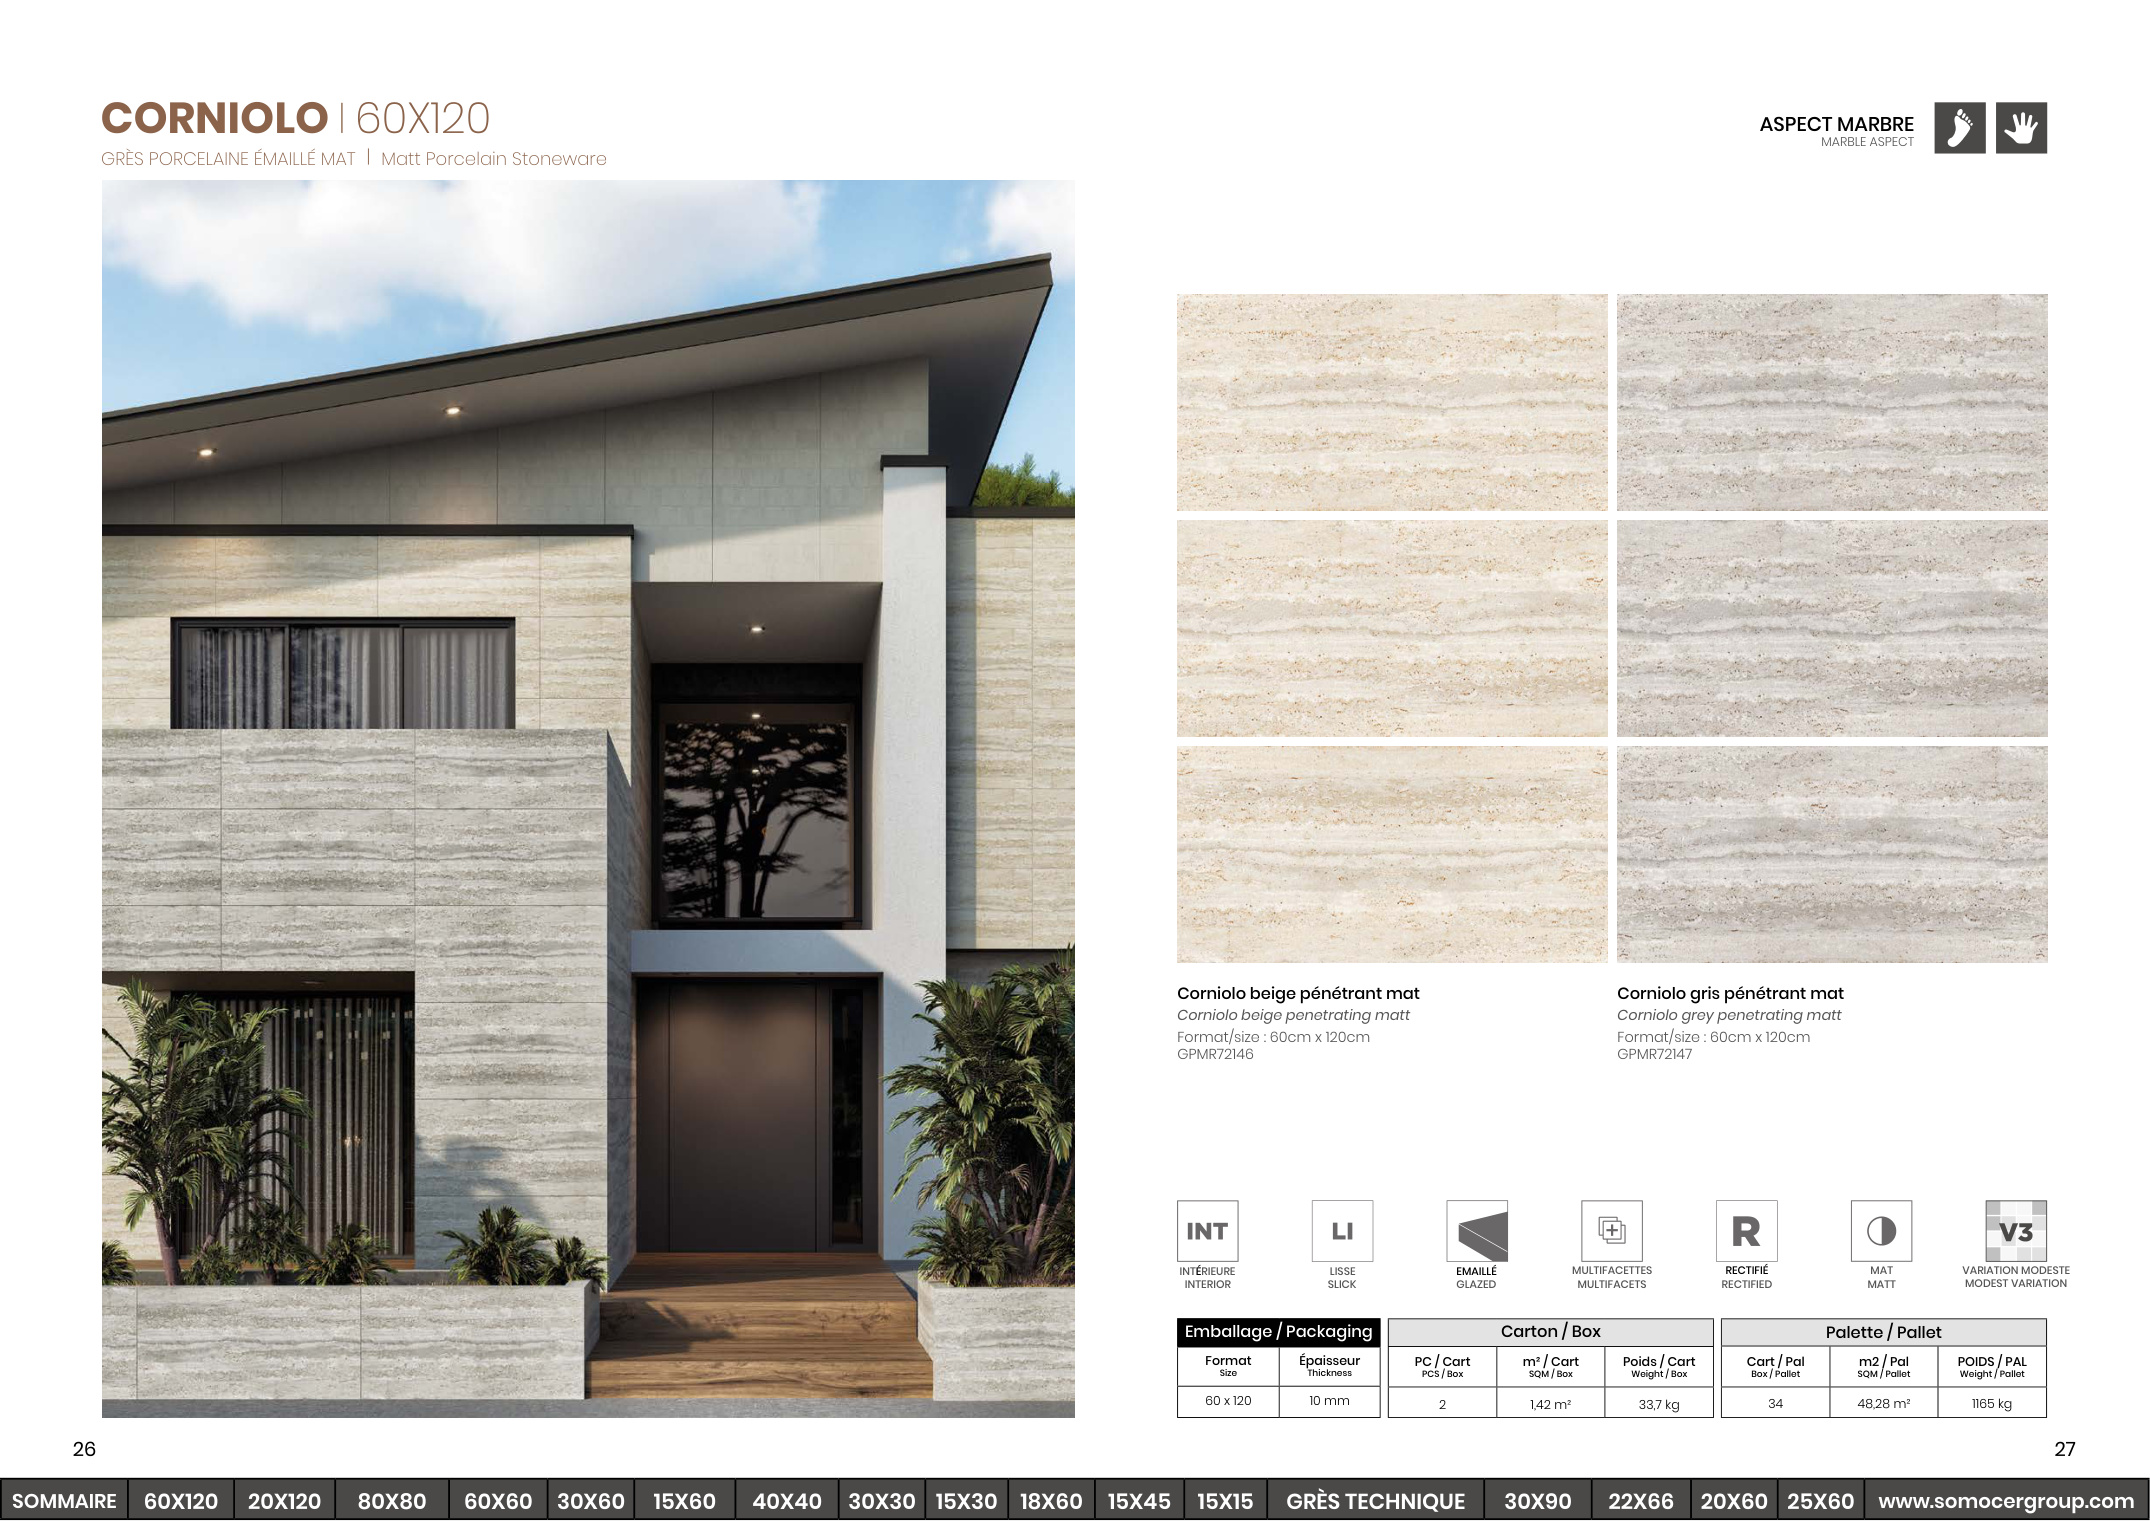 CORNIOLO | 60X120
GRÈS PORCELAINE ÉMAILLÉ MAT | Matt Porcelain Stoneware
ASPECT MARBRE
MARBLE ASPECT
Corniolo beige pénétrant mat
Corniolo beige penetrating matt
Format/size : 60cm x 120cm
GPMR72146
Corniolo gris pénétrant mat
Corniolo grey penetrating matt
Format/size : 60cm x 120cm
GPMR72147
INT
INTÉRIEURE
INTERIOR
LI
LISSE
SLICK
EMAILLÉ
GLAZED
MULTIFACETTES
MULTIFACETS
R
RECTIFIÉ
RECTIFIED
MAT
MATT
V3
VARIATION MODESTE
MODEST VARIATION
Emballage / Packaging
Format Épaisseur
Size Thickness
60 x 120 10 mm
Carton / Box
PC / Cart m² / Cart Poids / Cart
PCS / Box SQM / Box Weight / Box
2 1,42 m² 33,7 kg
Palette / Pallet
Cart / Pal m2 / Pal POIDS / PAL
Box / Pallet SQM / Pallet Weight / Pallet
34 48,28 m² 1165 kg
26
27
SOMMAIRE 60X120 20X120 80X80 60X60 30X60 15X60 40X40 30X30 15X30 18X60 15X45 15X15 GRÈS TECHNIQUE 30X90 22X66 20X60 25X60 www.somocergroup.com